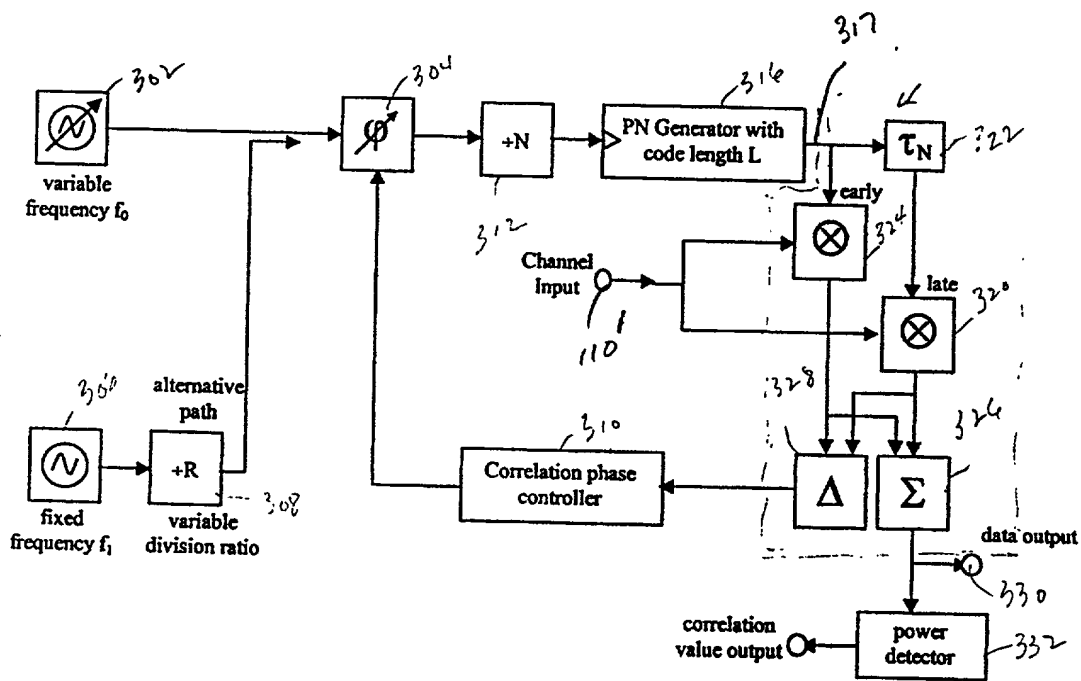 317
302
304
316
φ
+N
PN Generator with
code length L
τN
322
variable
frequency f0
312
early
324
Channel
Input
late
320
110
300
alternative
path
328
326
310
+R
Correlation phase
controller
Δ
Σ
308
fixed
frequency f1
variable
division ratio
data output
330
correlation
value output
power
detector
332